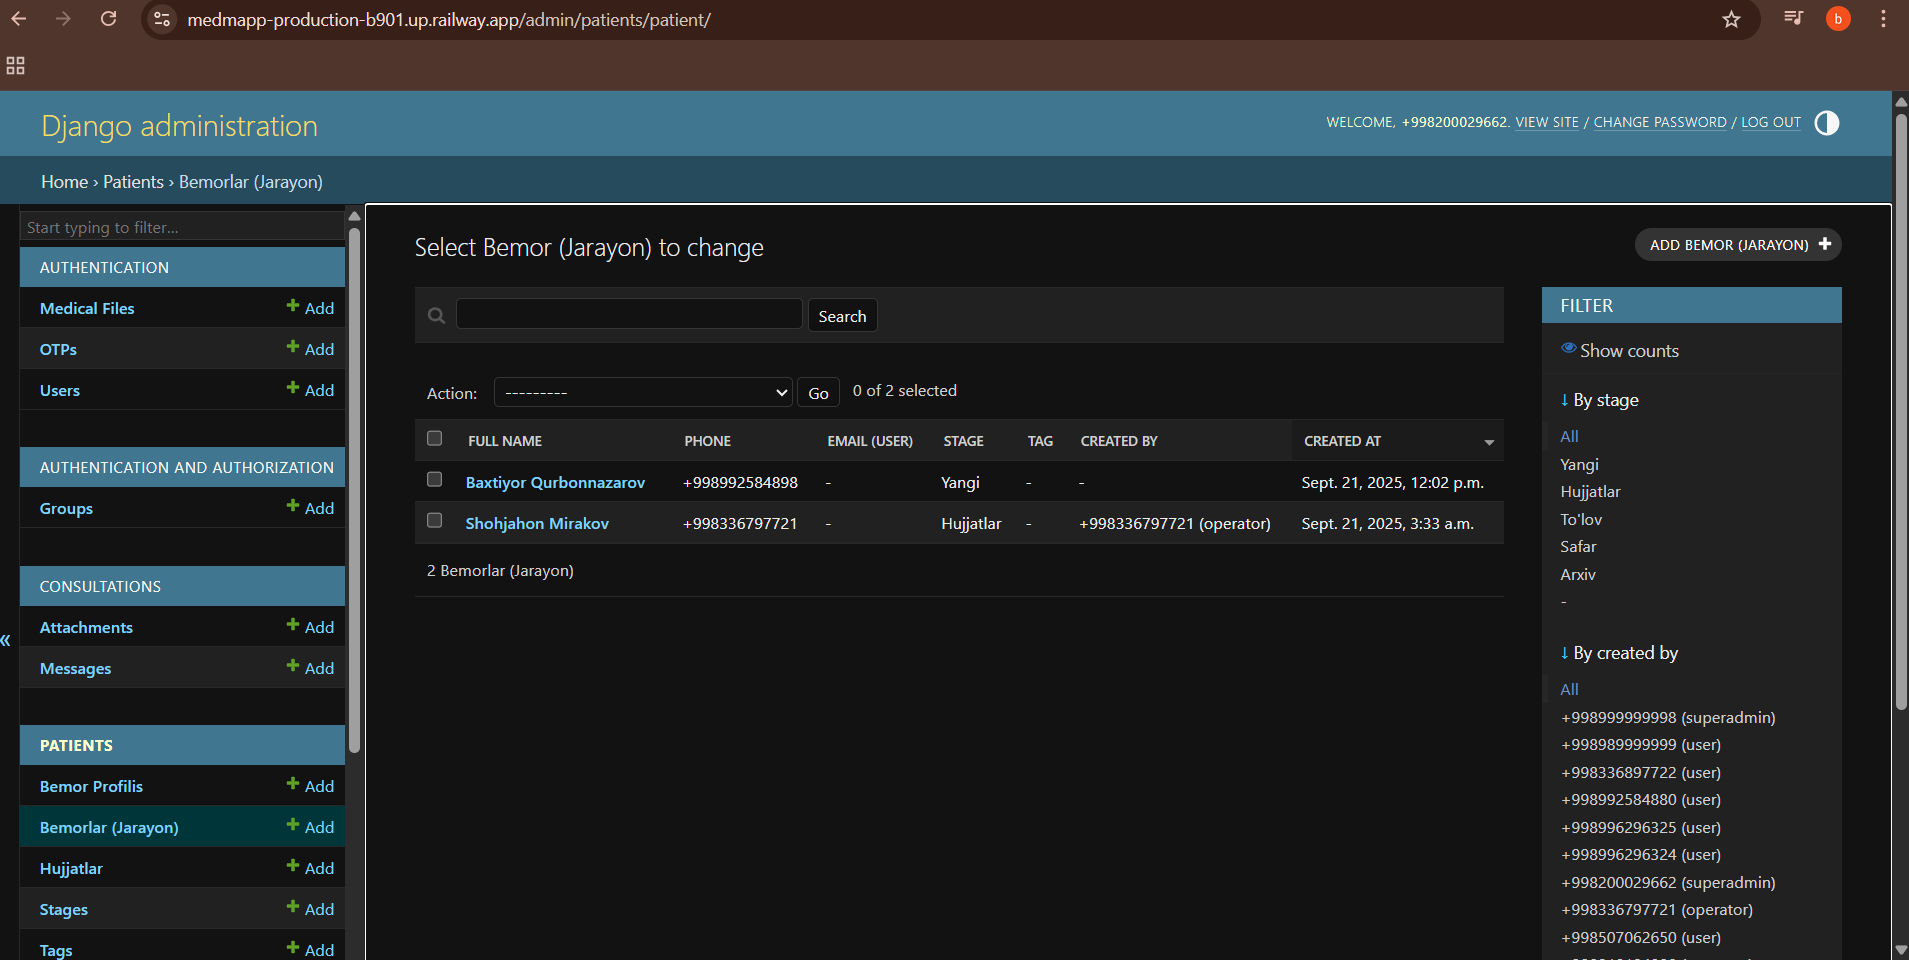 medmapp-production-b901.up.railway.app/admin/patients/patient/
b
Django administration
WELCOME, +998200029662. VIEW SITE / CHANGE PASSWORD / LOG OUT
Home › Patients › Bemorlar (Jarayon)
Start typing to filter...
AUTHENTICATION
Medical Files Add
OTPs Add
Users Add
AUTHENTICATION AND AUTHORIZATION
Groups Add
CONSULTATIONS
Attachments Add
Messages Add
PATIENTS
Bemor Profilis Add
Bemorlar (Jarayon) Add
Hujjatlar Add
Stages Add
Tags Add
«
Select Bemor (Jarayon) to change
ADD BEMOR (JARAYON)
Search
Action: --------- Go 0 of 2 selected
FULL NAME PHONE EMAIL (USER) STAGE TAG CREATED BY CREATED AT
Baxtiyor Qurbonnazarov +998992584898 - Yangi - - Sept. 21, 2025, 12:02 p.m.
Shohjahon Mirakov +998336797721 - Hujjatlar - +998336797721 (operator) Sept. 21, 2025, 3:33 a.m.
2 Bemorlar (Jarayon)
FILTER
Show counts
↓ By stage
All
Yangi
Hujjatlar
To'lov
Safar
Arxiv
-
↓ By created by
All
+998999999998 (superadmin)
+998989999999 (user)
+998336897722 (user)
+998992584880 (user)
+998996296325 (user)
+998996296324 (user)
+998200029662 (superadmin)
+998336797721 (operator)
+998507062650 (user)